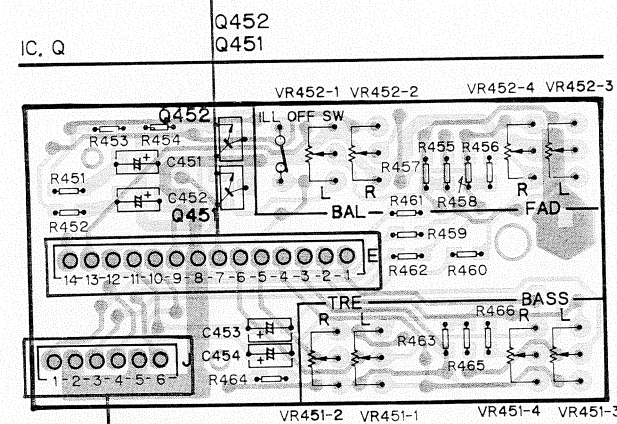 Q452
IC, Q Q451
VR452-1 VR452-2 VR452-4 VR452-3
Q452 ILL OFF SW
R453 R454 R455 R456
C451 R457
R451 L R R L
C452 R461 R458
Q451 BAL FAD
R452 R459
R462 R460
E
14-13-12-11-10-9-8-7-6-5-4-3-2-1
TRE BASS
R L R466 R L
C453 R463
C454 R465
J R464
1-2-3-4-5-6
VR451-2 VR451-1 VR451-4 VR451-3